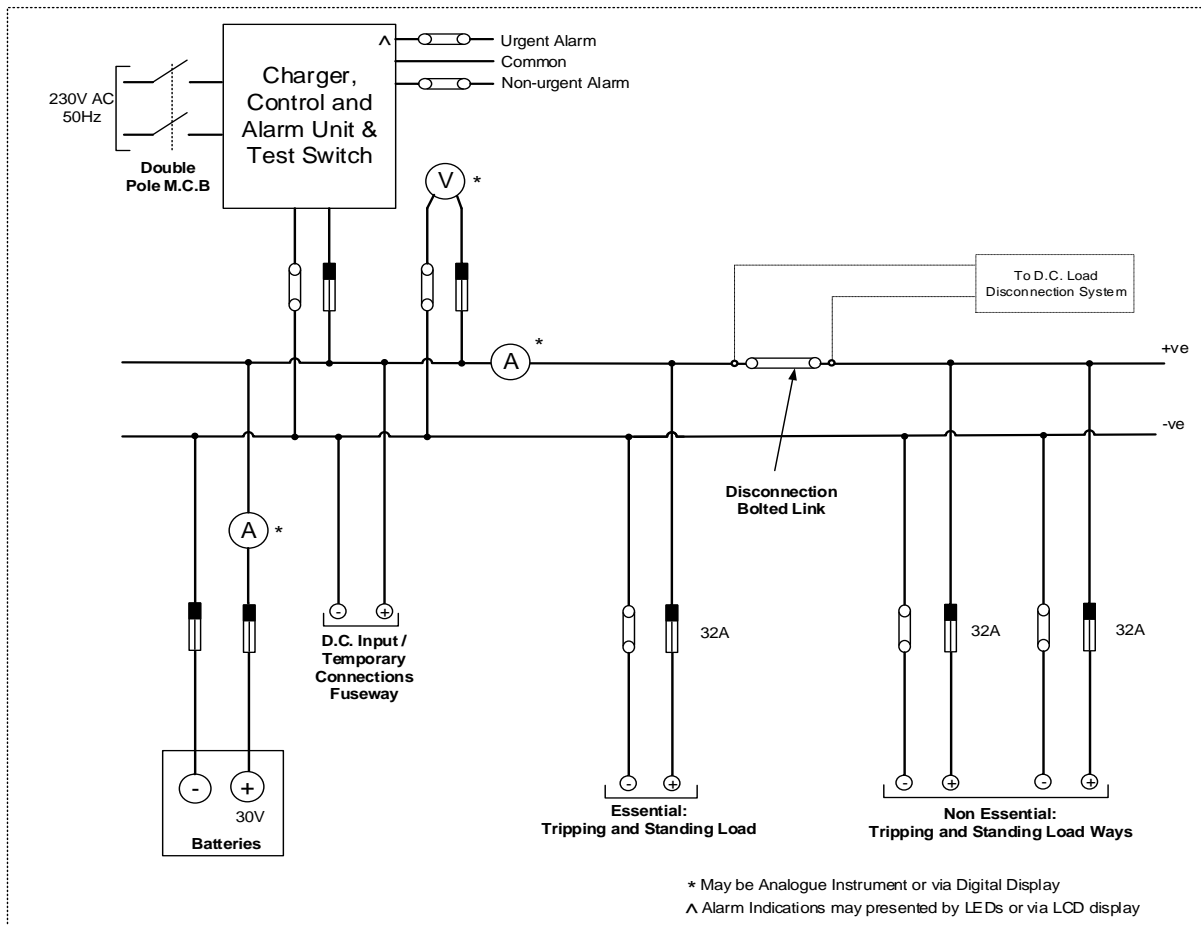 ^
Urgent Alarm
Common
Non-urgent Alarm
Charger,
Control and
Alarm Unit &
Test Switch
230V AC
50Hz
Double
Pole M.C.B
V
*
To D.C. Load
Disconnection System
A
*
+ve
-ve
Disconnection
Bolted Link
A
*
-
+
D.C. Input /
Temporary
Connections
Fuseway
32A
32A
32A
-
+
30V
Batteries
-
+
Essential:
Tripping and Standing Load
-
+
-
+
Non Essential:
Tripping and Standing Load Ways
* May be Analogue Instrument or via Digital Display
^ Alarm Indications may presented by LEDs or via LCD display